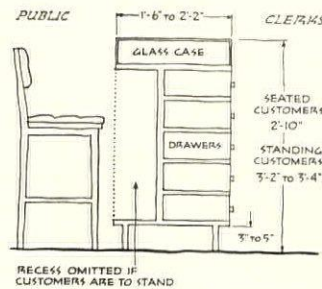 PUBLIC
1'-6" TO 2'-2"
CLERKS
GLASS CASE
DRAWERS
SEATED
CUSTOMERS
2'-10"
STANDING
CUSTOMERS
3'-2" TO 3'-4"
3" TO 5"
RECESS OMITTED IF
CUSTOMERS ARE TO STAND